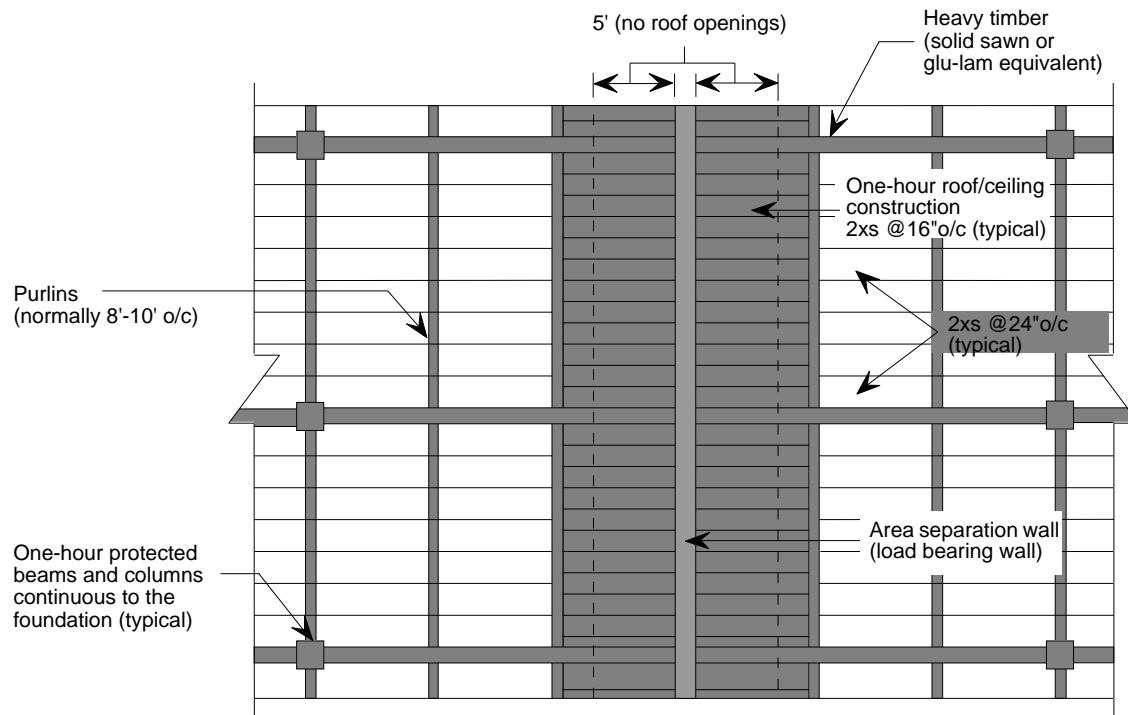 5' (no roof openings)
Heavy timber
(solid sawn or
glu-lam equivalent)
One-hour roof/ceiling
construction
2xs @16"o/c (typical)
Purlins
(normally 8'-10' o/c)
2xs @24"o/c
(typical)
Area separation wall
(load bearing wall)
One-hour protected
beams and columns
continuous to the
foundation (typical)